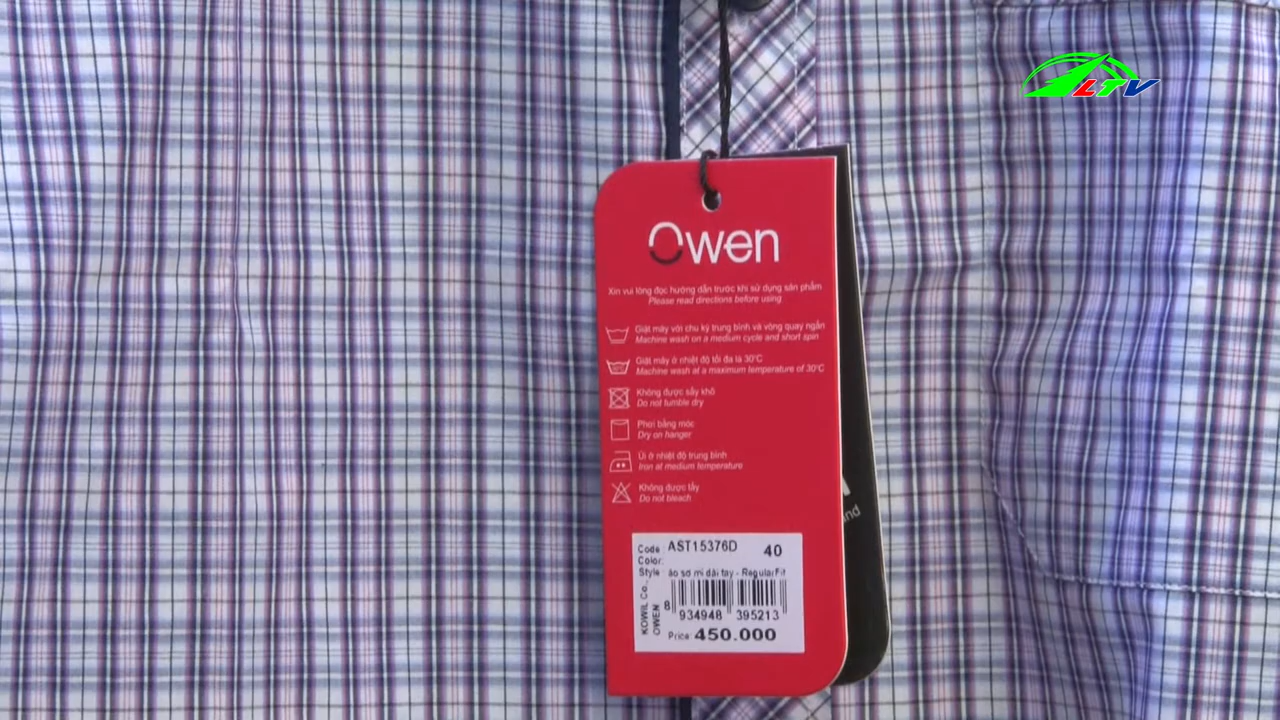 LTV
Owen
Xin vui lòng đọc hướng dẫn trước khi sử dụng sản phẩm
Please read directions before using
Giặt máy với chu kỳ trung bình và vòng quay ngắn
Machine wash on a medium cycle and short spin
Giặt máy ở nhiệt độ tối đa là 30°C
Machine wash at a maximum temperature of 30°C
Không được sấy khô
Do not tumble dry
Phơi bằng móc
Dry on hanger
Ủi ở nhiệt độ trung bình
Iron at medium temperature
Không được tẩy
Do not bleach
Code : AST15376D 40
Color:
Style : áo sơ mi dài tay - Regular Fit
KOWIL Co.,
OWEN
8 934948 395213
Price 450.000